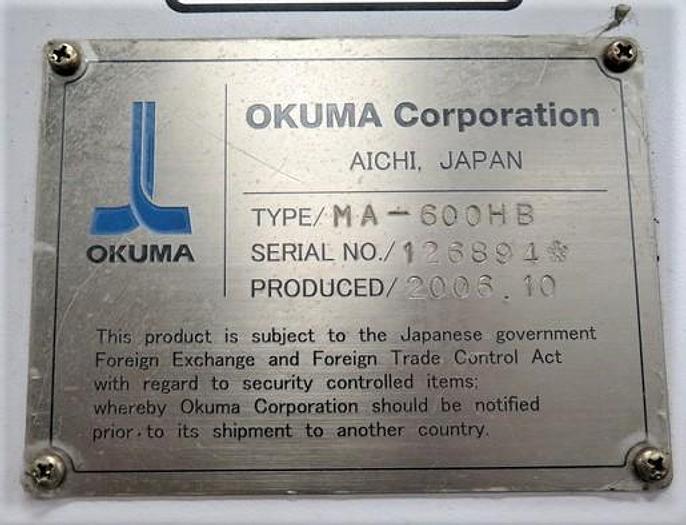 OKUMA Corporation
AICHI, JAPAN
OKUMA
TYPE/MA-600HB
SERIAL NO./126894*
PRODUCED/2006.10
This product is subject to the Japanese government
Foreign Exchange and Foreign Trade Control Act
with regard to security controlled items;
whereby Okuma Corporation should be notified
prior to its shipment to another country.